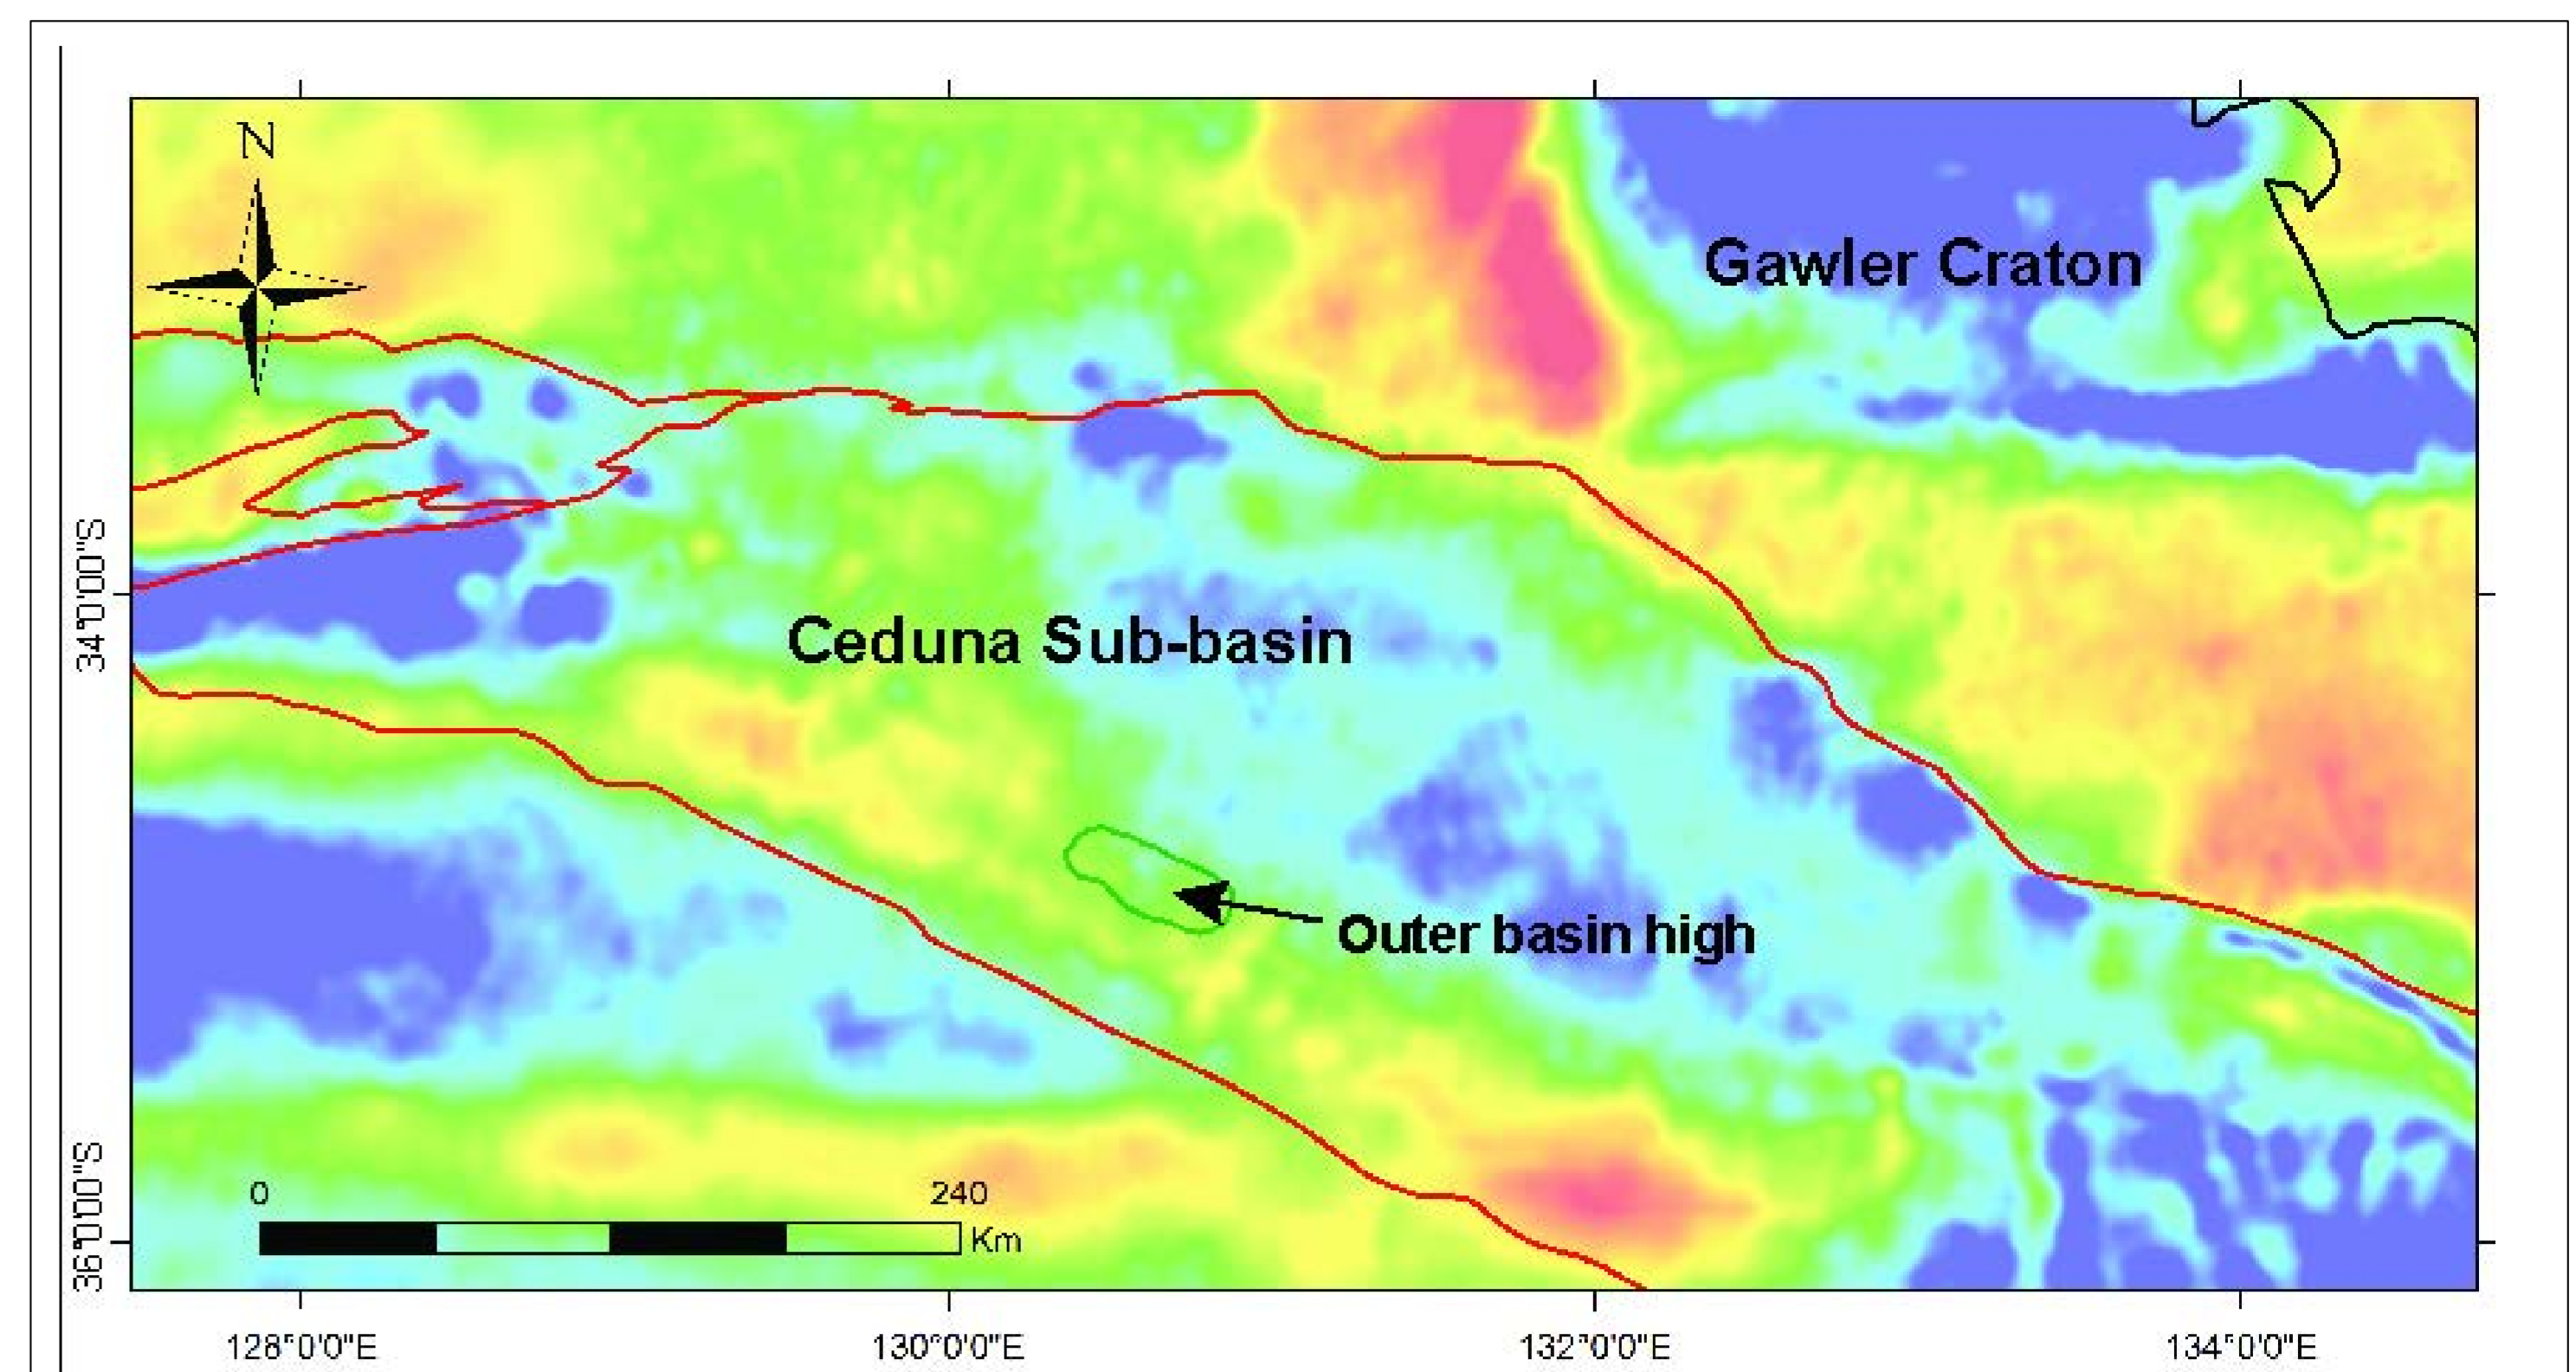 N
Gawler Craton
34°0'0"S
Ceduna Sub-basin
Outer basin high
36°0'0"S
0 240
Km
128°0'0"E 130°0'0"E 132°0'0"E 134°0'0"E